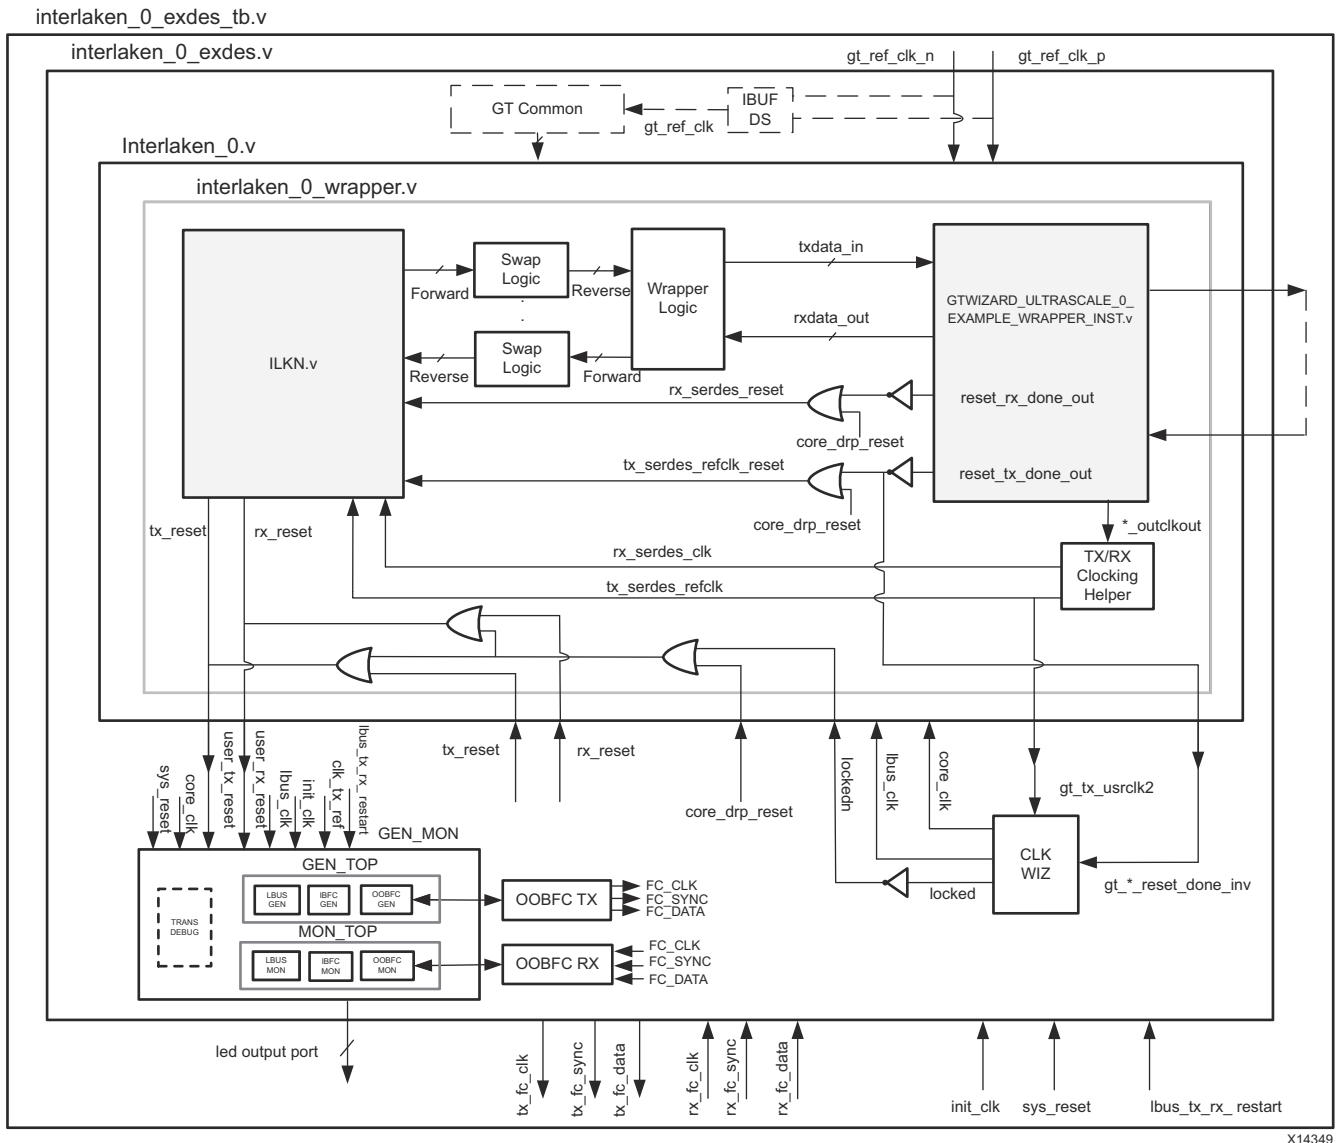 interlaken_0_exdes_tb.v
interlaken_0_exdes.v
gt_ref_clk_n
gt_ref_clk_p
GT Common
gt_ref_clk
IBUF
DS
Interlaken_0.v
interlaken_0_wrapper.v
ILKN.v
Swap
Logic
Forward
Reverse
.
.
Swap
Logic
Reverse
Forward
Wrapper
Logic
txdata_in
rxdata_out
GTWIZARD_ULTRASCALE_0_
EXAMPLE_WRAPPER_INST.v
rx_serdes_reset
core_drp_reset
reset_rx_done_out
tx_serdes_refclk_reset
core_drp_reset
reset_tx_done_out
*_outclkout
tx_reset
rx_reset
rx_serdes_clk
tx_serdes_refclk
TX/RX
Clocking
Helper
sys_reset
core_clk
user_tx_reset
user_rx_reset
lbus_clk
init_clk
clk_tx_ref
lbus_tx_rx_restart
tx_reset
rx_reset
core_drp_reset
lockedn
lbus_clk
core_clk
gt_tx_usrclk2
CLK
WIZ
locked
gt_*_reset_done_inv
GEN_MON
GEN_TOP
LBUS
GEN
IBFC
GEN
OOBFC
GEN
TRANS
DEBUG
MON_TOP
LBUS
MON
IBFC
MON
OOBFC
MON
OOBFC TX
FC_CLK
FC_SYNC
FC_DATA
OOBFC RX
FC_CLK
FC_SYNC
FC_DATA
led output port
tx_fc_clk
tx_fc_sync
tx_fc_data
rx_fc_clk
rx_fc_sync
rx_fc_data
init_clk
sys_reset
lbus_tx_rx_ restart
X14349